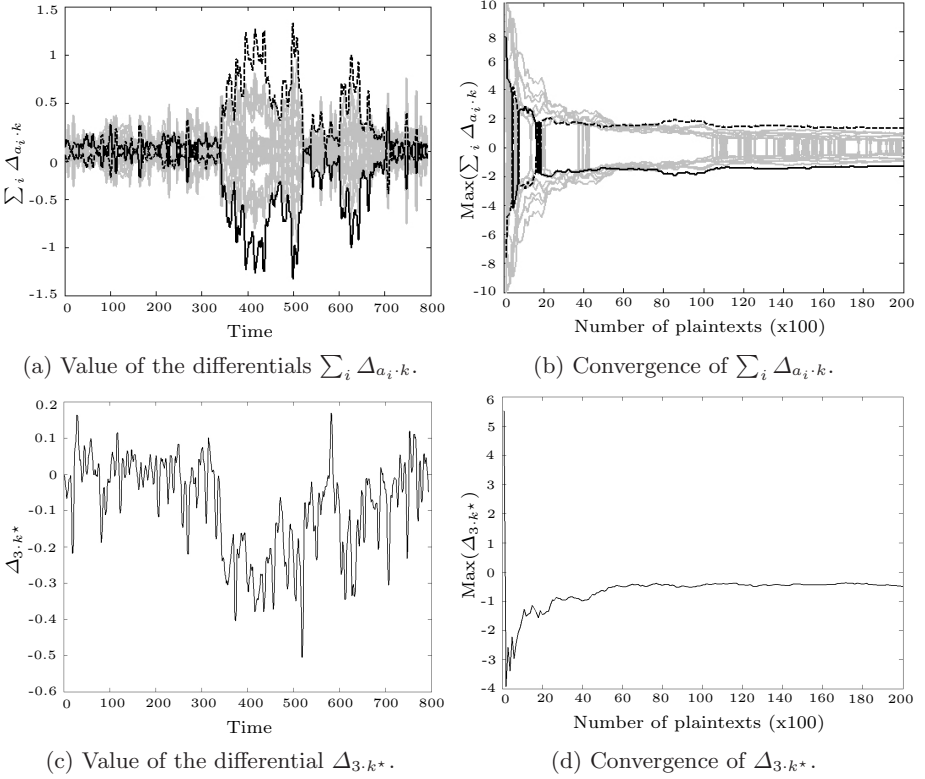 1.5
1
0.5
0
-0.5
-1
-1.5
0 100 200 300 400 500 600 700 800
∑i Δai·k
Time
10
8
6
4
2
0
-2
-4
-6
-8
-10
0 20 40 60 80 100 120 140 160 180 200
Max(∑i Δai·k)
Number of plaintexts (x100)
(a) Value of the differentials ∑i Δai·k.
(b) Convergence of ∑i Δai·k.
0.2
0.1
0
-0.1
-0.2
-0.3
-0.4
-0.5
-0.6
0 100 200 300 400 500 600 700 800
Δ3·k⋆
Time
6
5
4
3
2
1
0
-1
-2
-3
-4
0 20 40 60 80 100 120 140 160 180 200
Max(Δ3·k⋆)
Number of plaintexts (x100)
(c) Value of the differential Δ3·k⋆.
(d) Convergence of Δ3·k⋆.